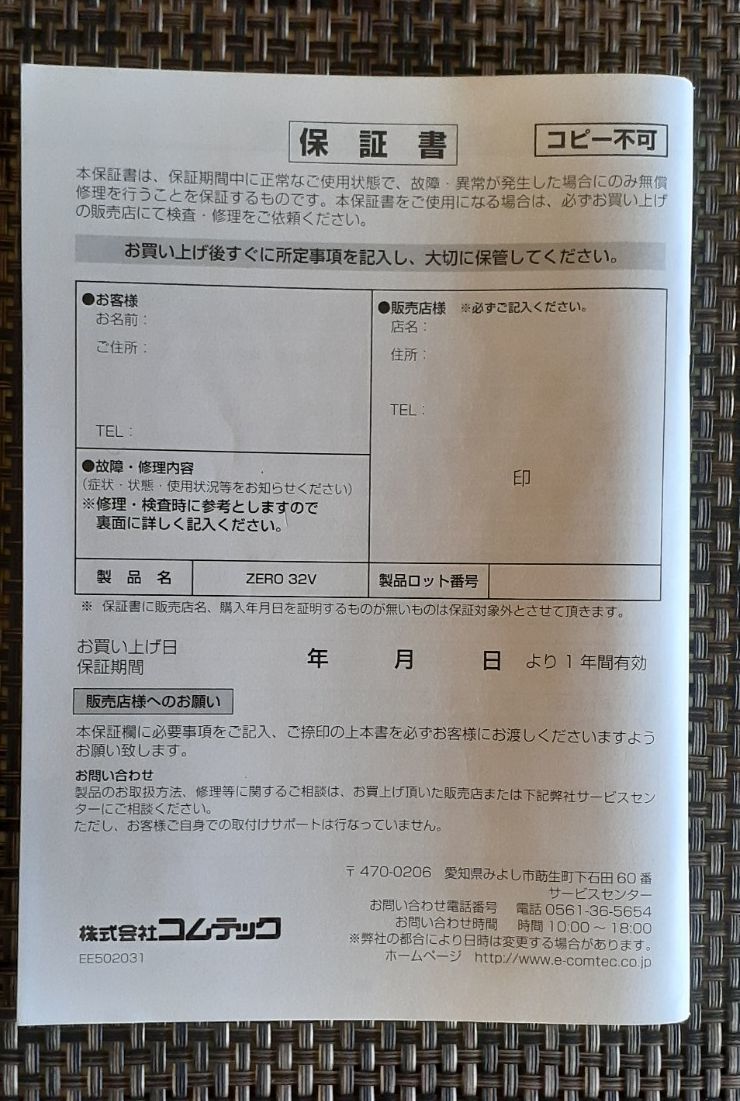 保証書
コピー不可
本保証書は、保証期間中に正常なご使用状態で、故障・異常が発生した場合にのみ無償
修理を行うことを保証するものです。本保証書をご使用になる場合は、必ずお買い上げ
の販売店にて検査・修理をご依頼ください。
お買い上げ後すぐに所定事項を記入し、大切に保管してください。
●お客様
お名前：
ご住所：
TEL：
●販売店様 ※必ずご記入ください。
店名：
住所：
TEL：
印
●故障・修理内容
（症状・状態・使用状況等をお知らせください）
※修理・検査時に参考としますので
裏面に詳しく記入ください。
製品名 ZERO 32V 製品ロット番号
※ 保証書に販売店名、購入年月日を証明するものが無いものは保証対象外とさせて頂きます。
お買い上げ日
保証期間
年 月 日 より1年間有効
販売店様へのお願い
本保証欄に必要事項をご記入、ご捺印の上本書を必ずお客様にお渡しくださいますよう
お願い致します。
お問い合わせ
製品のお取扱方法、修理等に関するご相談は、お買上げ頂いた販売店または下記弊社サービスセン
ターにご相談ください。
ただし、お客様ご自身での取付けサポートは行なっていません。
〒470-0206 愛知県みよし市莇生町下石田60番
サービスセンター
お問い合わせ電話番号 電話 0561-36-5654
お問い合わせ時間 時間 10:00～18:00
※弊社の都合により日時は変更する場合があります。
ホームページ http://www.e-comtec.co.jp
株式会社コムテック
EE502031